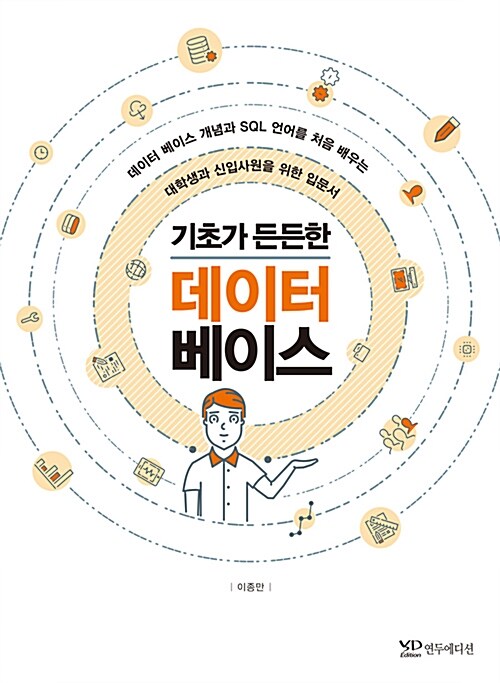 데이터 베이스 개념과 SQL 언어를 처음 배우는
대학생과 신입사원을 위한 입문서
기초가 든든한
데이터
베이스
| 이종만 |
YD
Edition
연두에디션